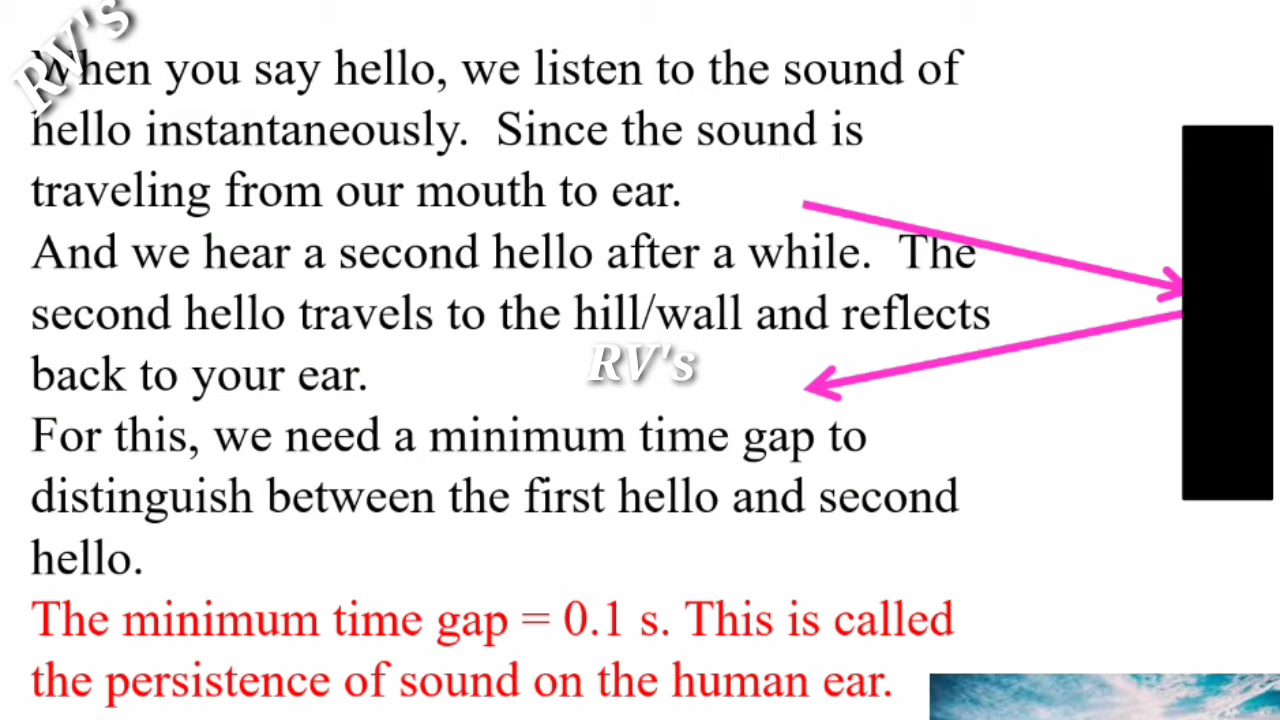 RV's
When you say hello, we listen to the sound of
hello instantaneously. Since the sound is
traveling from our mouth to ear.
And we hear a second hello after a while. The
second hello travels to the hill/wall and reflects
RV's
back to your ear.
For this, we need a minimum time gap to
distinguish between the first hello and second
hello.
The minimum time gap = 0.1 s. This is called
the persistence of sound on the human ear.